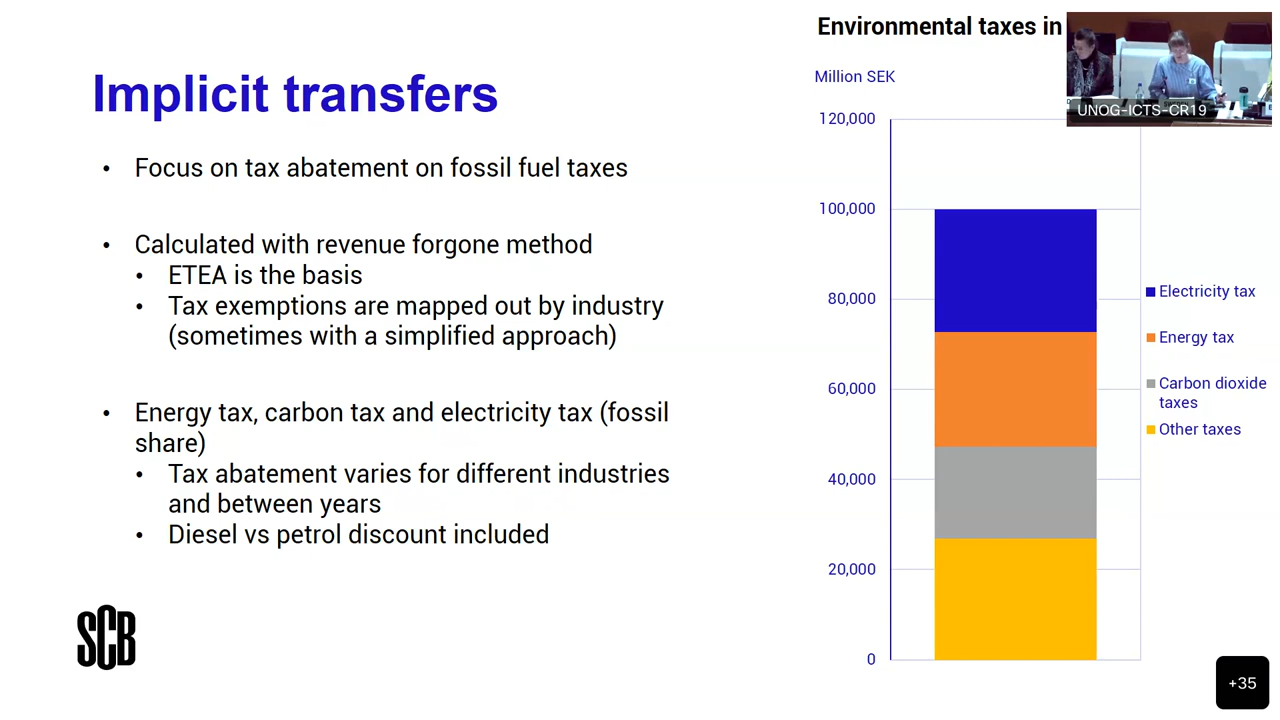 Environmental taxes in
Implicit transfers
• Focus on tax abatement on fossil fuel taxes
• Calculated with revenue forgone method
• ETEA is the basis
• Tax exemptions are mapped out by industry
(sometimes with a simplified approach)
• Energy tax, carbon tax and electricity tax (fossil
share)
• Tax abatement varies for different industries
and between years
• Diesel vs petrol discount included
SCB
Million SEK
120,000
100,000
80,000
60,000
40,000
20,000
0
Electricity tax
Energy tax
Carbon dioxide
taxes
Other taxes
UNOG-ICTS-CR19
+35